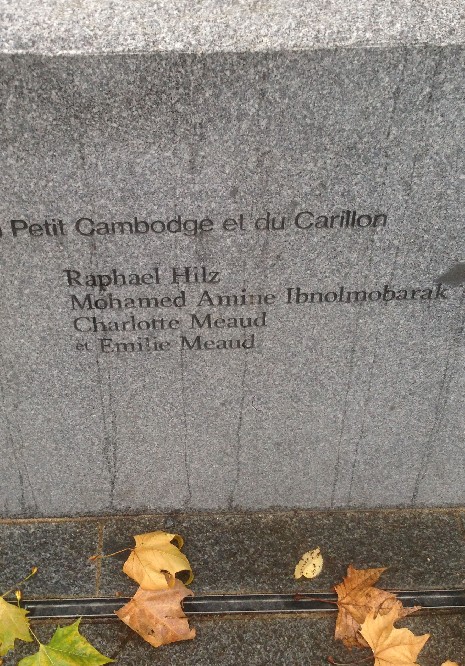 Petit Cambodge et du Carillon
Raphael Hilz
Mohamed Amine Ibnolmobarak
Charlotte Meaud
et Emilie Meaud